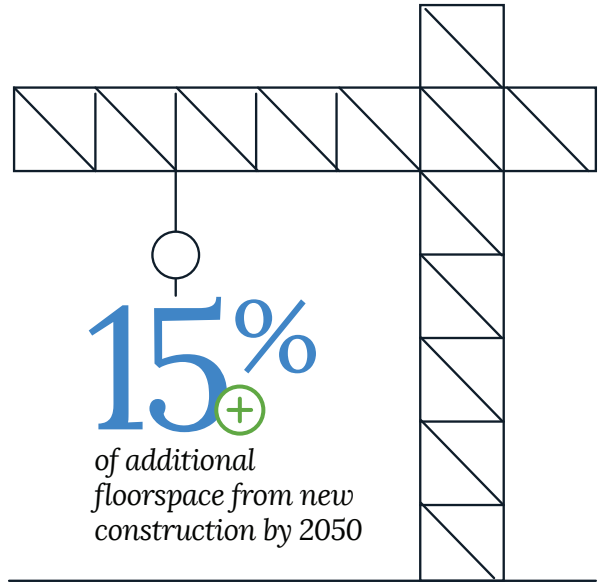 15%
+
of additional
floorspace from new
construction by 2050